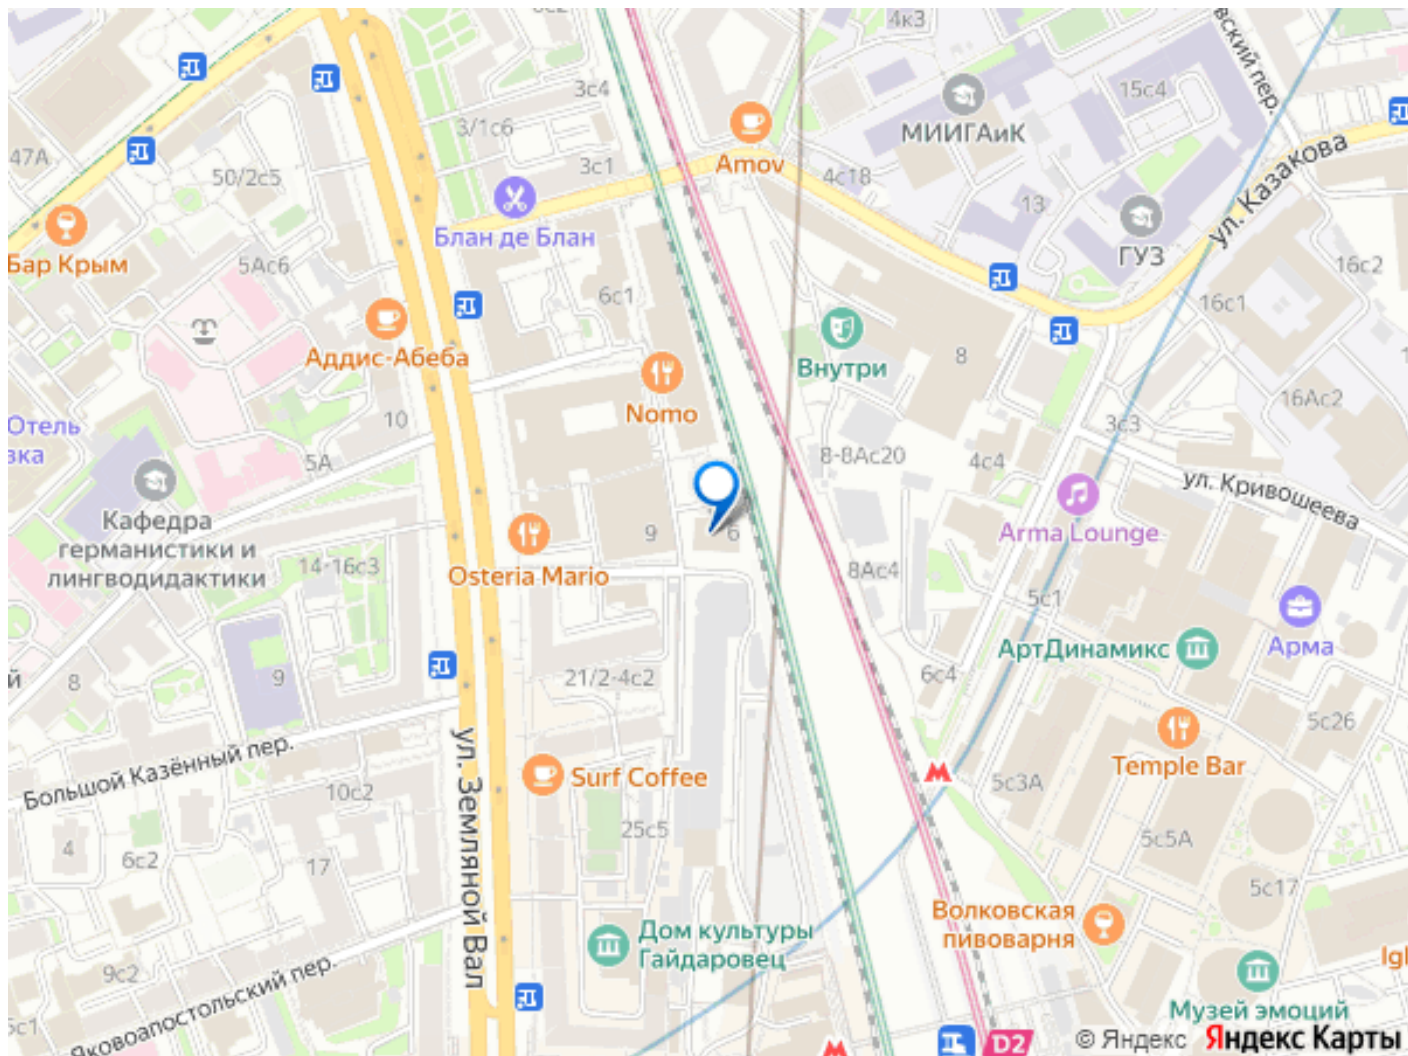 4к3
вский пер.
3с4
15с4
МИИГАиК
3/1с6
Amov
47А
50/2с5
3с1
4с18
ул. Казакова
13
Блан де Блан
ГУЗ
Бар Крым
5Ас6
16с2
6с1
16с1
Аддис-Абеба
Внутри
8
16Ас2
Nomo
10
3с3
Отель
вка
5А
8-8Ас20
4с4
ул. Кривошеева
Кафедра
германистики и
лингводидактики
9
6
Arma Lounge
14-16с3
Osteria Mario
8Ас4
5с1
Арма
АртДинамикс
й
8
9
21/2-4с2
6с4
5с26
Большой Казённый пер.
ул. Земляной Вал
Surf Coffee
Temple Bar
10с2
5с3А
4
6с2
17
25с5
5с5А
5с17
Волковская
пивоварня
Дом культуры
Гайдаровец
9с2
Яковоапостольский пер.
Igl
5с1
Музей эмоций
D2
© Яндекс Яндекс Карты